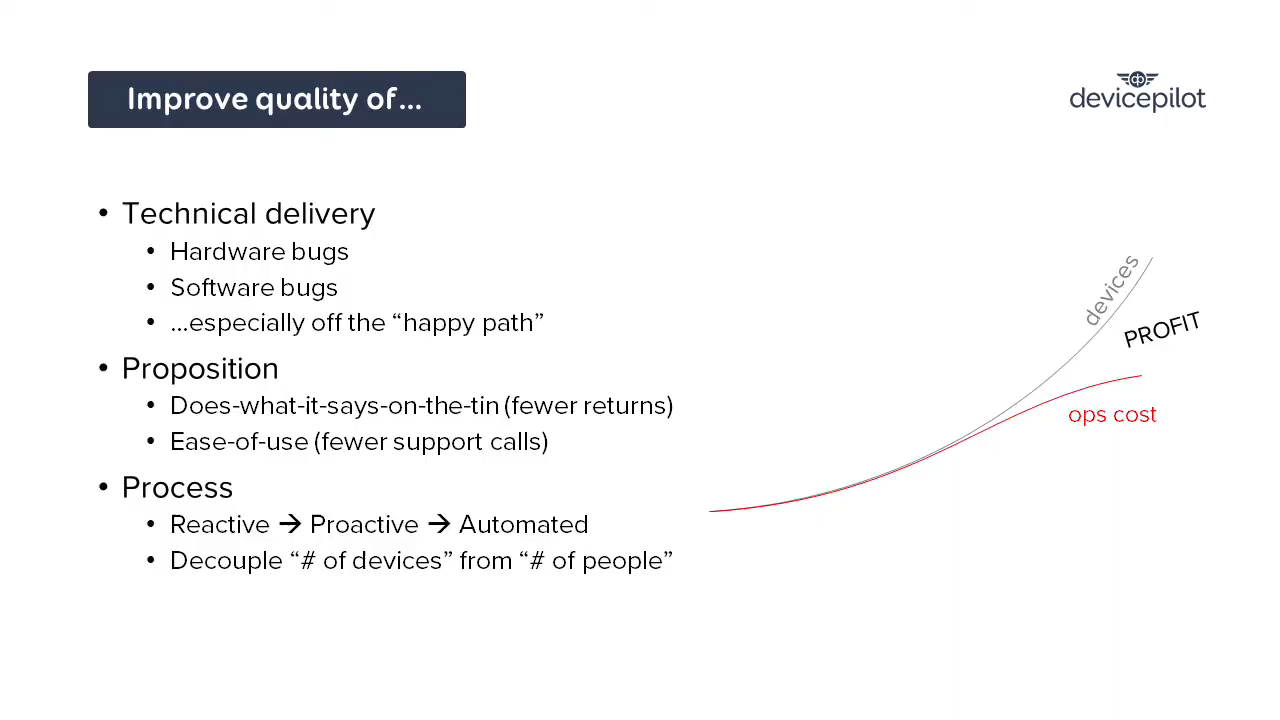 Improve quality of...
devicepilot
• Technical delivery
• Hardware bugs
• Software bugs
• ...especially off the “happy path”
• Proposition
• Does-what-it-says-on-the-tin (fewer returns)
• Ease-of-use (fewer support calls)
• Process
• Reactive → Proactive → Automated
• Decouple “# of devices” from “# of people”
devices
PROFIT
ops cost